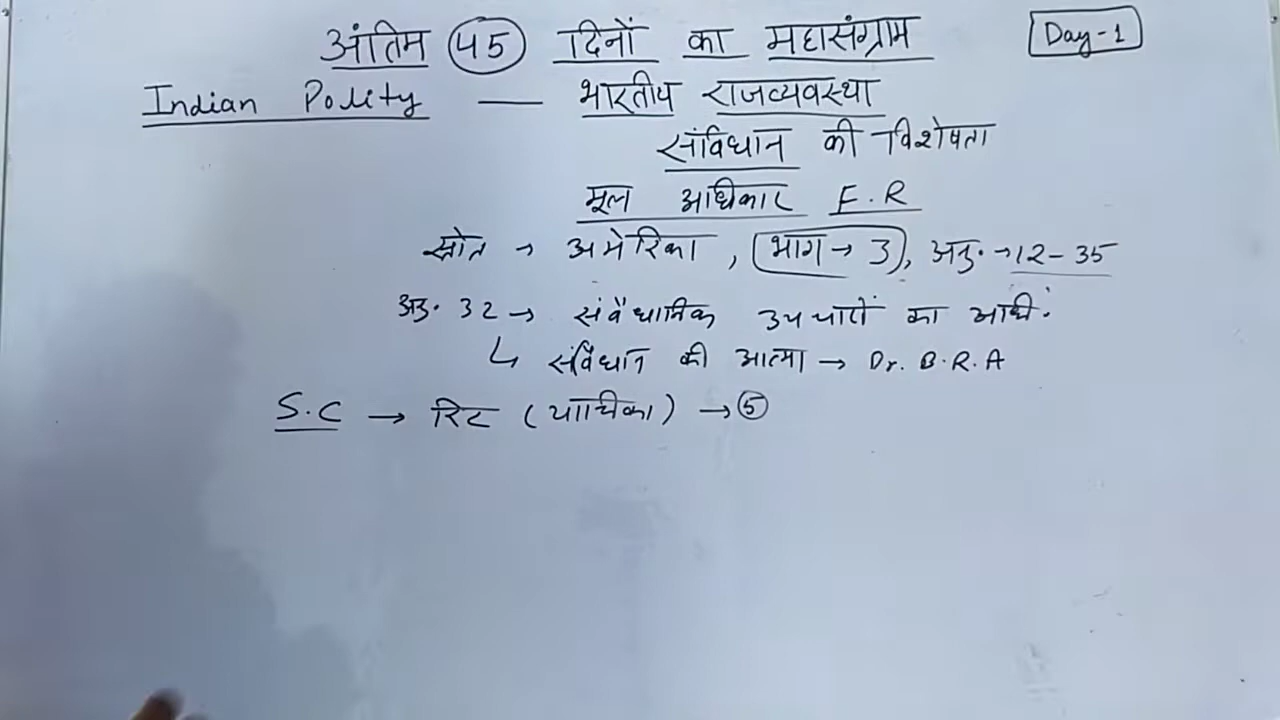 अंतिम 45 दिनों का महासंग्राम Day-1
Indian Polity — भारतीय राजव्यवस्था
संविधान की विशेषता
मूल अधिकार F.R
स्रोत → अमेरिका, भाग → 3, अनु. → 12-35
अनु. 32 → संवैधानिक उपचारों का अधि.
↳ संविधान की आत्मा → Dr. B.R.A
S.C → रिट (याचिका) → 5